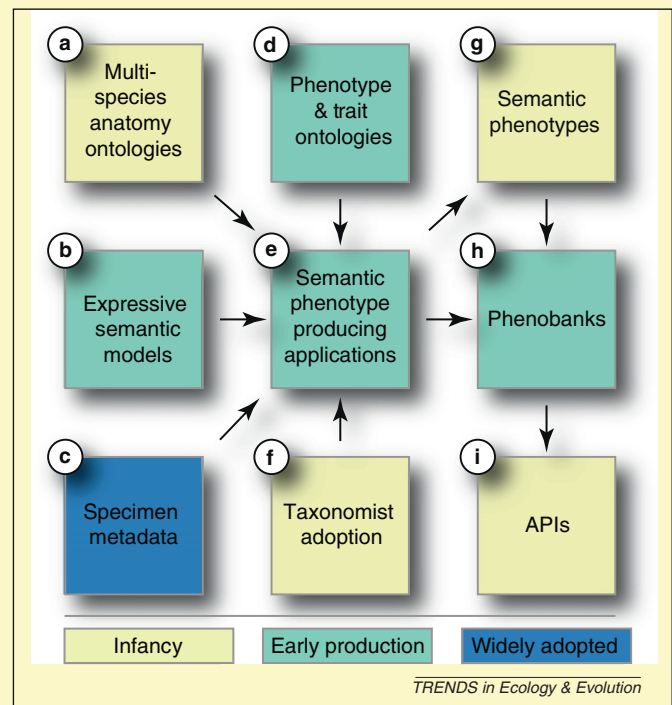 a
Multi-
species
anatomy
ontologies
d
Phenotype
& trait
ontologies
g
Semantic
phenotypes
b
Expressive
semantic
models
e
Semantic
phenotype
producing
applications
h
Phenobanks
c
Specimen
metadata
f
Taxonomist
adoption
i
APIs
Infancy
Early production
Widely adopted
TRENDS in Ecology & Evolution